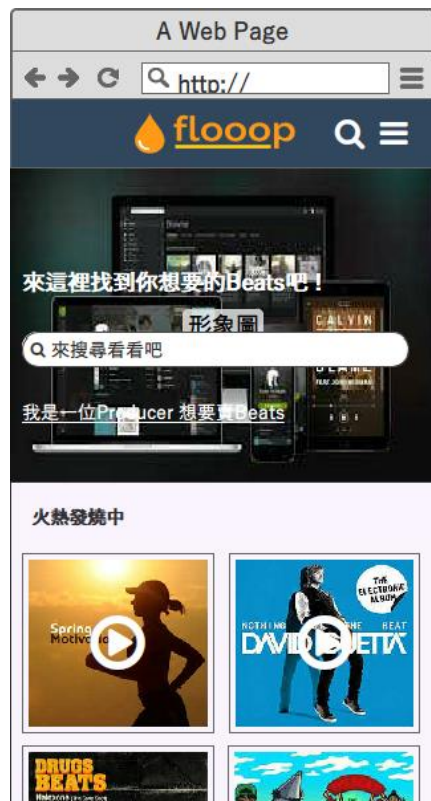 A Web Page
http://
flooop
來這裡找到你想要的Beats吧！
形象圖
CALVIN
來搜尋看看吧
我是一位Producer 想要賣Beats
火熱發燒中
Spring
THE
ELECTRONIC
ALBUM
NOTHING THE BEAT
DAVID GUETTA
DRUGS
BEATS